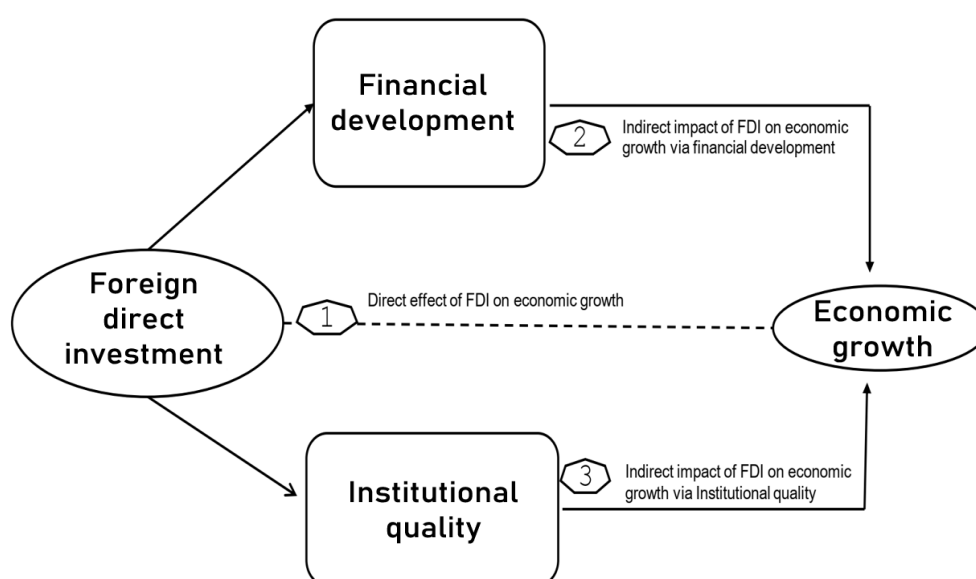 Financial
development
2
Indirect impact of FDI on economic
growth via financial development
Foreign
direct
investment
1
Direct effect of FDI on economic growth
Economic
growth
Institutional
quality
3
Indirect impact of FDI on economic
growth via Institutional quality